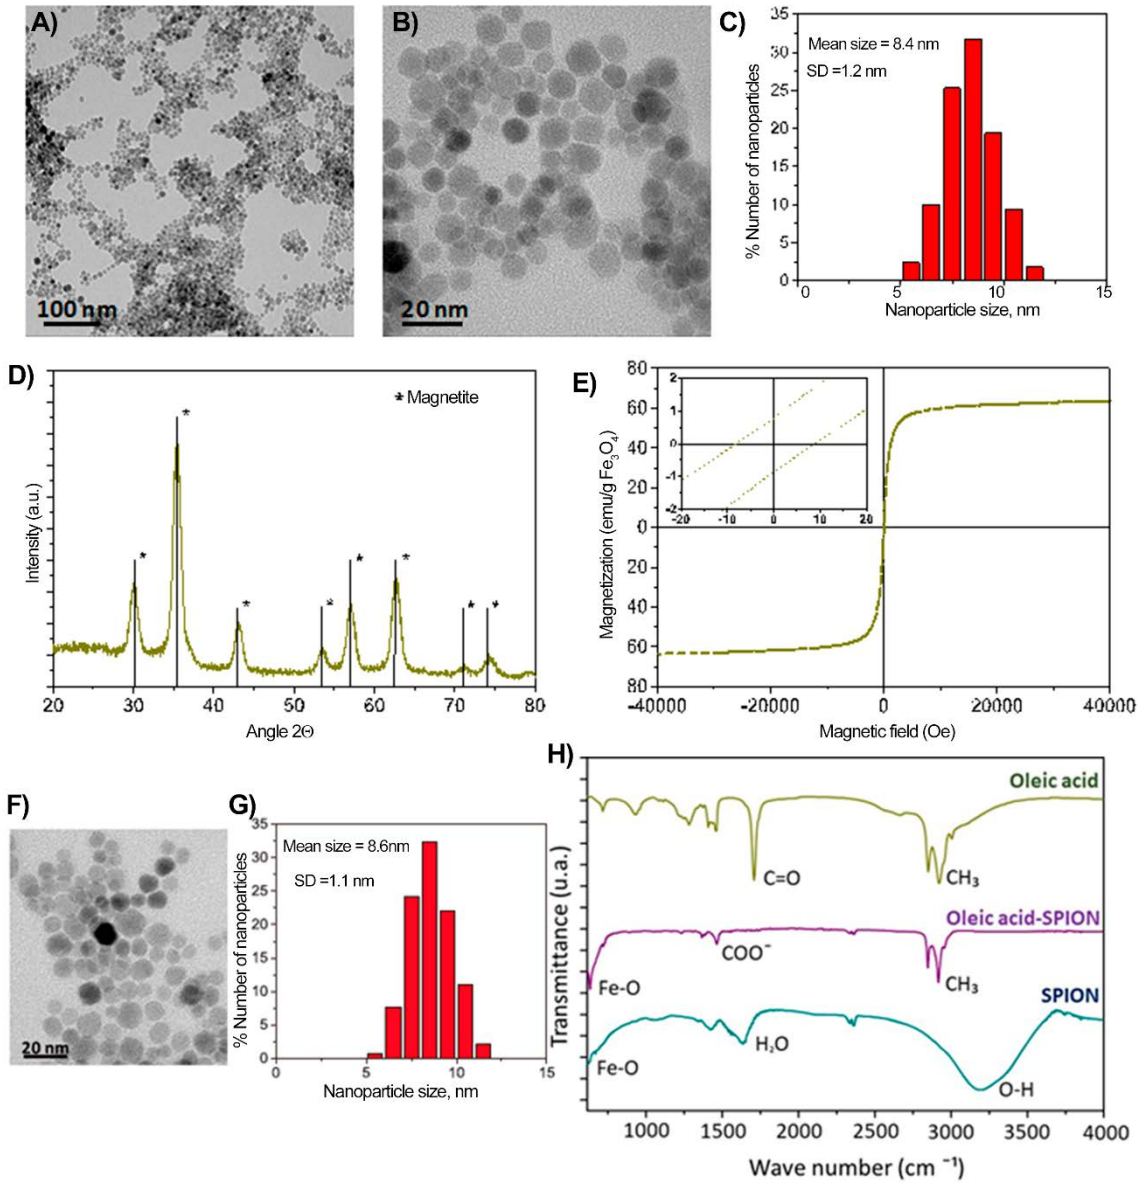 A)
100 nm
B)
20 nm
C)
Mean size = 8.4 nm
SD =1.2 nm
% Number of nanoparticles
35
30
25
20
15
10
5
0
0 5 10 15
Nanoparticle size, nm
D)
* Magnetite
Intensity (a.u.)
* * * * * * * *
20 30 40 50 60 70 80
Angle 2Θ
E)
Magnetization (emu/g Fe₃O₄)
80
60
40
20
0
20
40
60
80
2
1
0
-1
-2
-20 -10 0 10 20
-40000 -20000 0 20000 40000
Magnetic field (Oe)
F)
20 nm
G)
Mean size = 8.6nm
SD =1.1 nm
% Number of nanoparticles
35
30
25
20
15
10
5
0
0 5 10 15
Nanoparticle size, nm
H)
Transmittance (u.a.)
Oleic acid
C=O
CH₃
Oleic acid-SPION
Fe-O
COO⁻
CH₃
SPION
Fe-O
H₂O
O-H
1000 1500 2000 2500 3000 3500 4000
Wave number (cm ⁻¹)